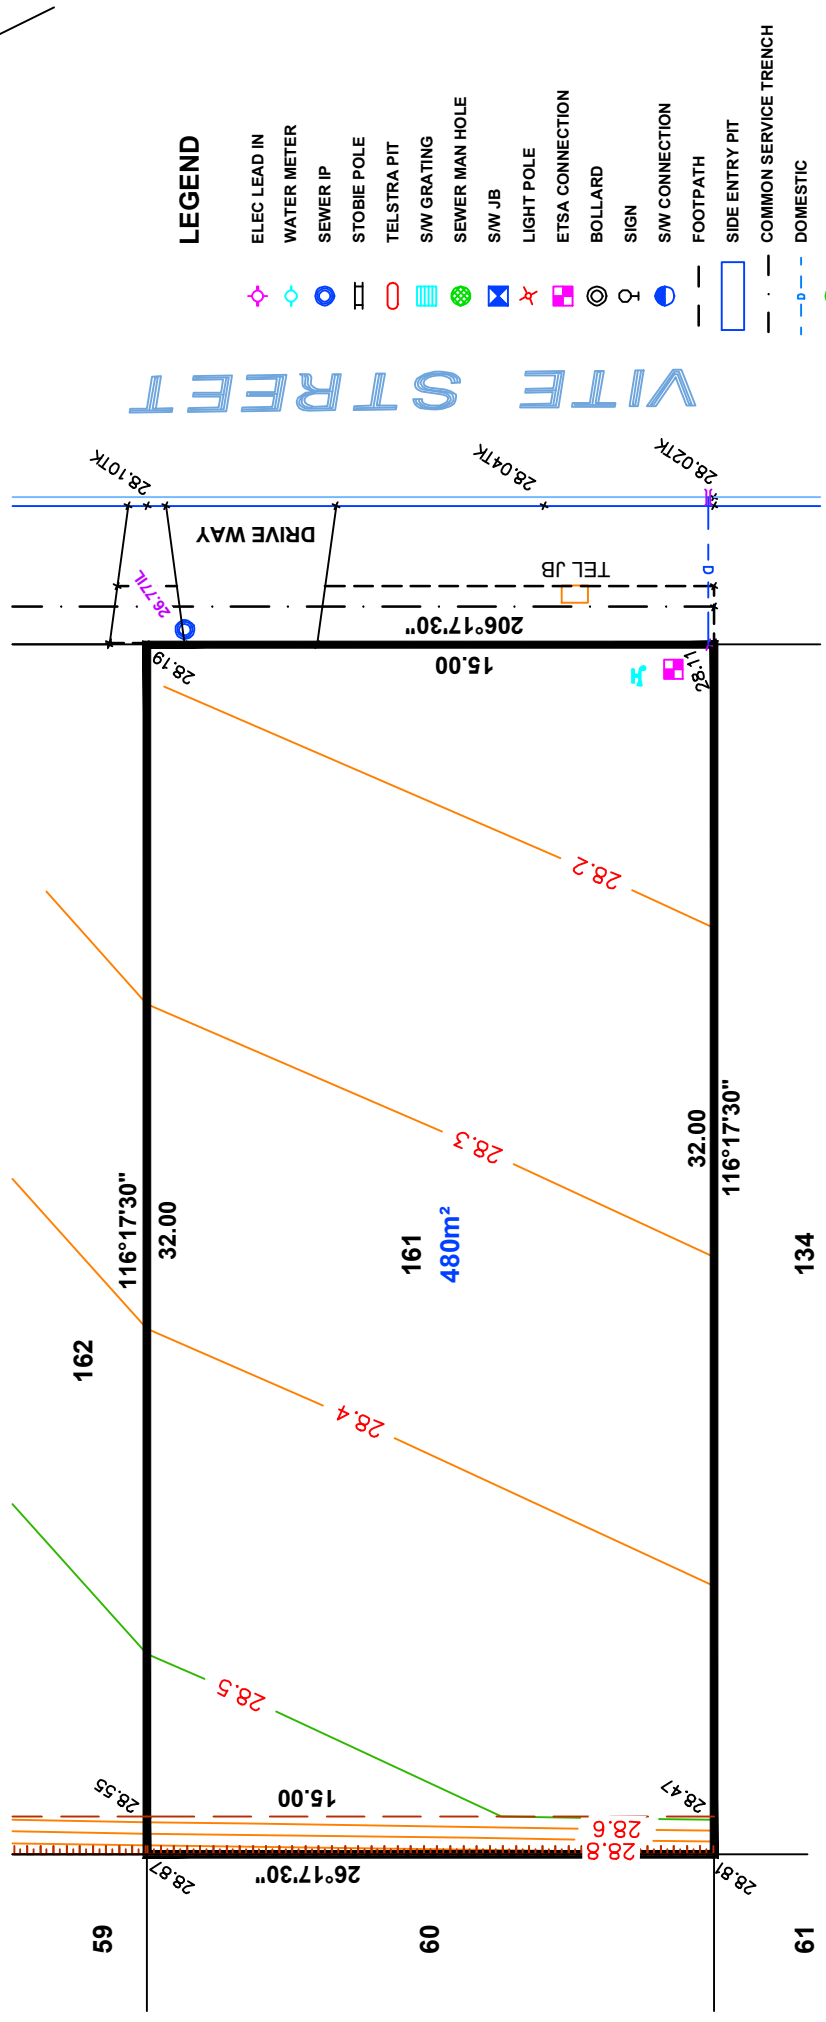 LEGEND
ELEC LEAD IN
WATER METER
SEWER IP
STOBIE POLE
TELSTRA PIT
S/W GRATING
SEWER MAN HOLE
S/W JB
LIGHT POLE
ETSA CONNECTION
BOLLARD
SIGN
S/W CONNECTION
FOOTPATH
SIDE ENTRY PIT
COMMON SERVICE TRENCH
DOMESTIC
D
VITE STREET
28.10TK
28.04TK
28.02TK
DRIVE WAY
26.77IL
TEL JB
D
206°17'30"
15.00
28.19
28.11
28.2
28.3
28.4
28.5
28.6
28.8
116°17'30"
32.00
32.00
116°17'30"
161
480m²
162
134
28.55
15.00
28.47
28.87
26°17'30"
28.81
59
60
61